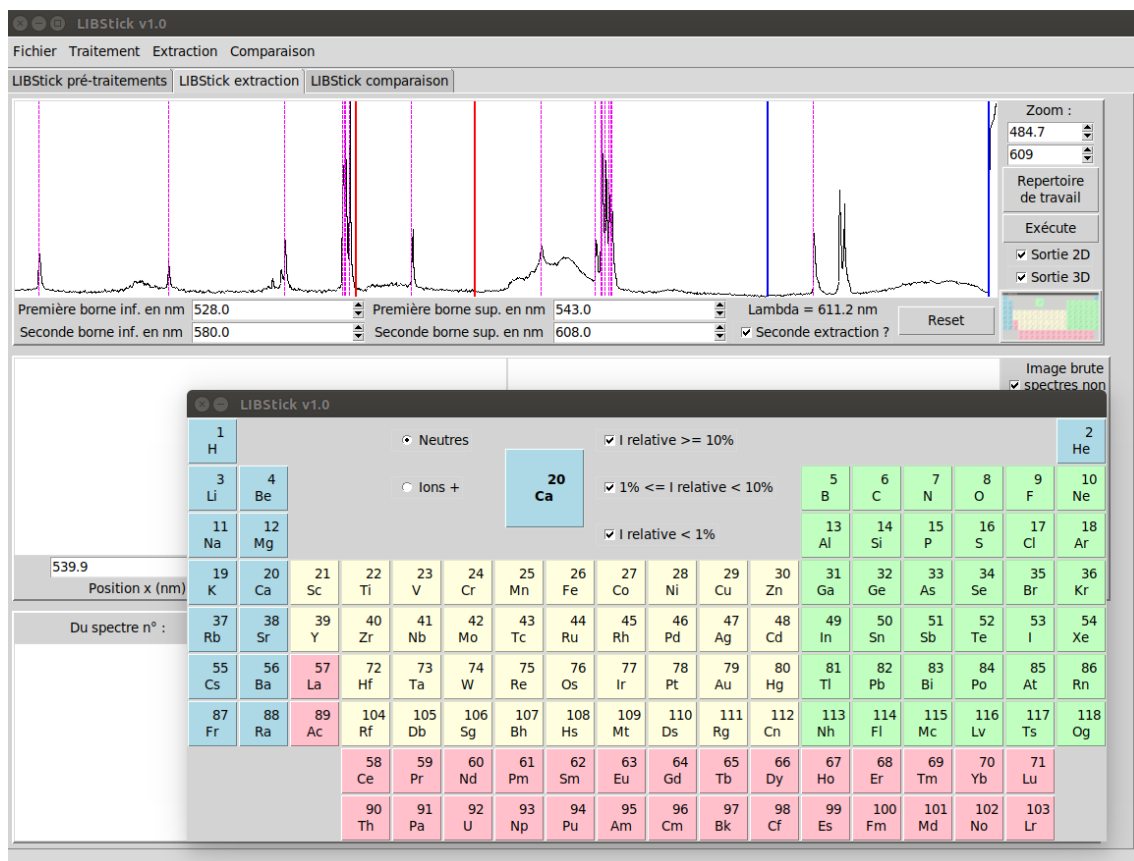 LIBStick v1.0
Fichier Traitement Extraction Comparaison
LIBStick pré-traitements LIBStick extraction LIBStick comparaison
Zoom :
484.7
609
Repertoire
de travail
Exécute
Sortie 2D
Sortie 3D
Première borne inf. en nm 528.0 Première borne sup. en nm 543.0 Lambda = 611.2 nm
Seconde borne inf. en nm 580.0 Seconde borne sup. en nm 608.0 Seconde extraction ? Reset
Image brute
spectres non
LIBStick v1.0
1 2
H He
Neutres I relative >= 10%
20
Ca
Ions + 1% <= I relative < 10%
I relative < 1%
3 4 5 6 7 8 9 10
Li Be B C N O F Ne
11 12 13 14 15 16 17 18
Na Mg Al Si P S Cl Ar
539.9
Position x (nm)
19 20 21 22 23 24 25 26 27 28 29 30 31 32 33 34 35 36
K Ca Sc Ti V Cr Mn Fe Co Ni Cu Zn Ga Ge As Se Br Kr
Du spectre n° :
37 38 39 40 41 42 43 44 45 46 47 48 49 50 51 52 53 54
Rb Sr Y Zr Nb Mo Tc Ru Rh Pd Ag Cd In Sn Sb Te I Xe
55 56 57 72 73 74 75 76 77 78 79 80 81 82 83 84 85 86
Cs Ba La Hf Ta W Re Os Ir Pt Au Hg Tl Pb Bi Po At Rn
87 88 89 104 105 106 107 108 109 110 111 112 113 114 115 116 117 118
Fr Ra Ac Rf Db Sg Bh Hs Mt Ds Rg Cn Nh Fl Mc Lv Ts Og
58 59 60 61 62 63 64 65 66 67 68 69 70 71
Ce Pr Nd Pm Sm Eu Gd Tb Dy Ho Er Tm Yb Lu
90 91 92 93 94 95 96 97 98 99 100 101 102 103
Th Pa U Np Pu Am Cm Bk Cf Es Fm Md No Lr